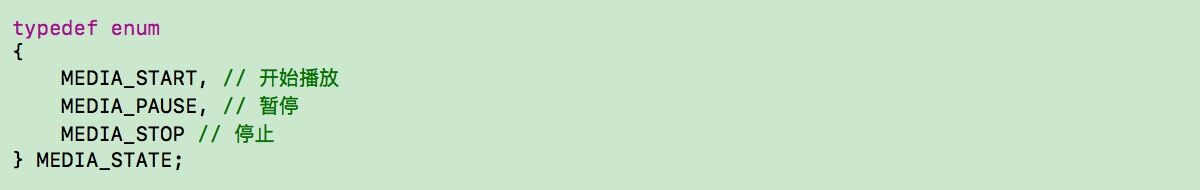 typedef enum
{
    MEDIA_START, // 开始播放
    MEDIA_PAUSE, // 暂停
    MEDIA_STOP // 停止
} MEDIA_STATE;